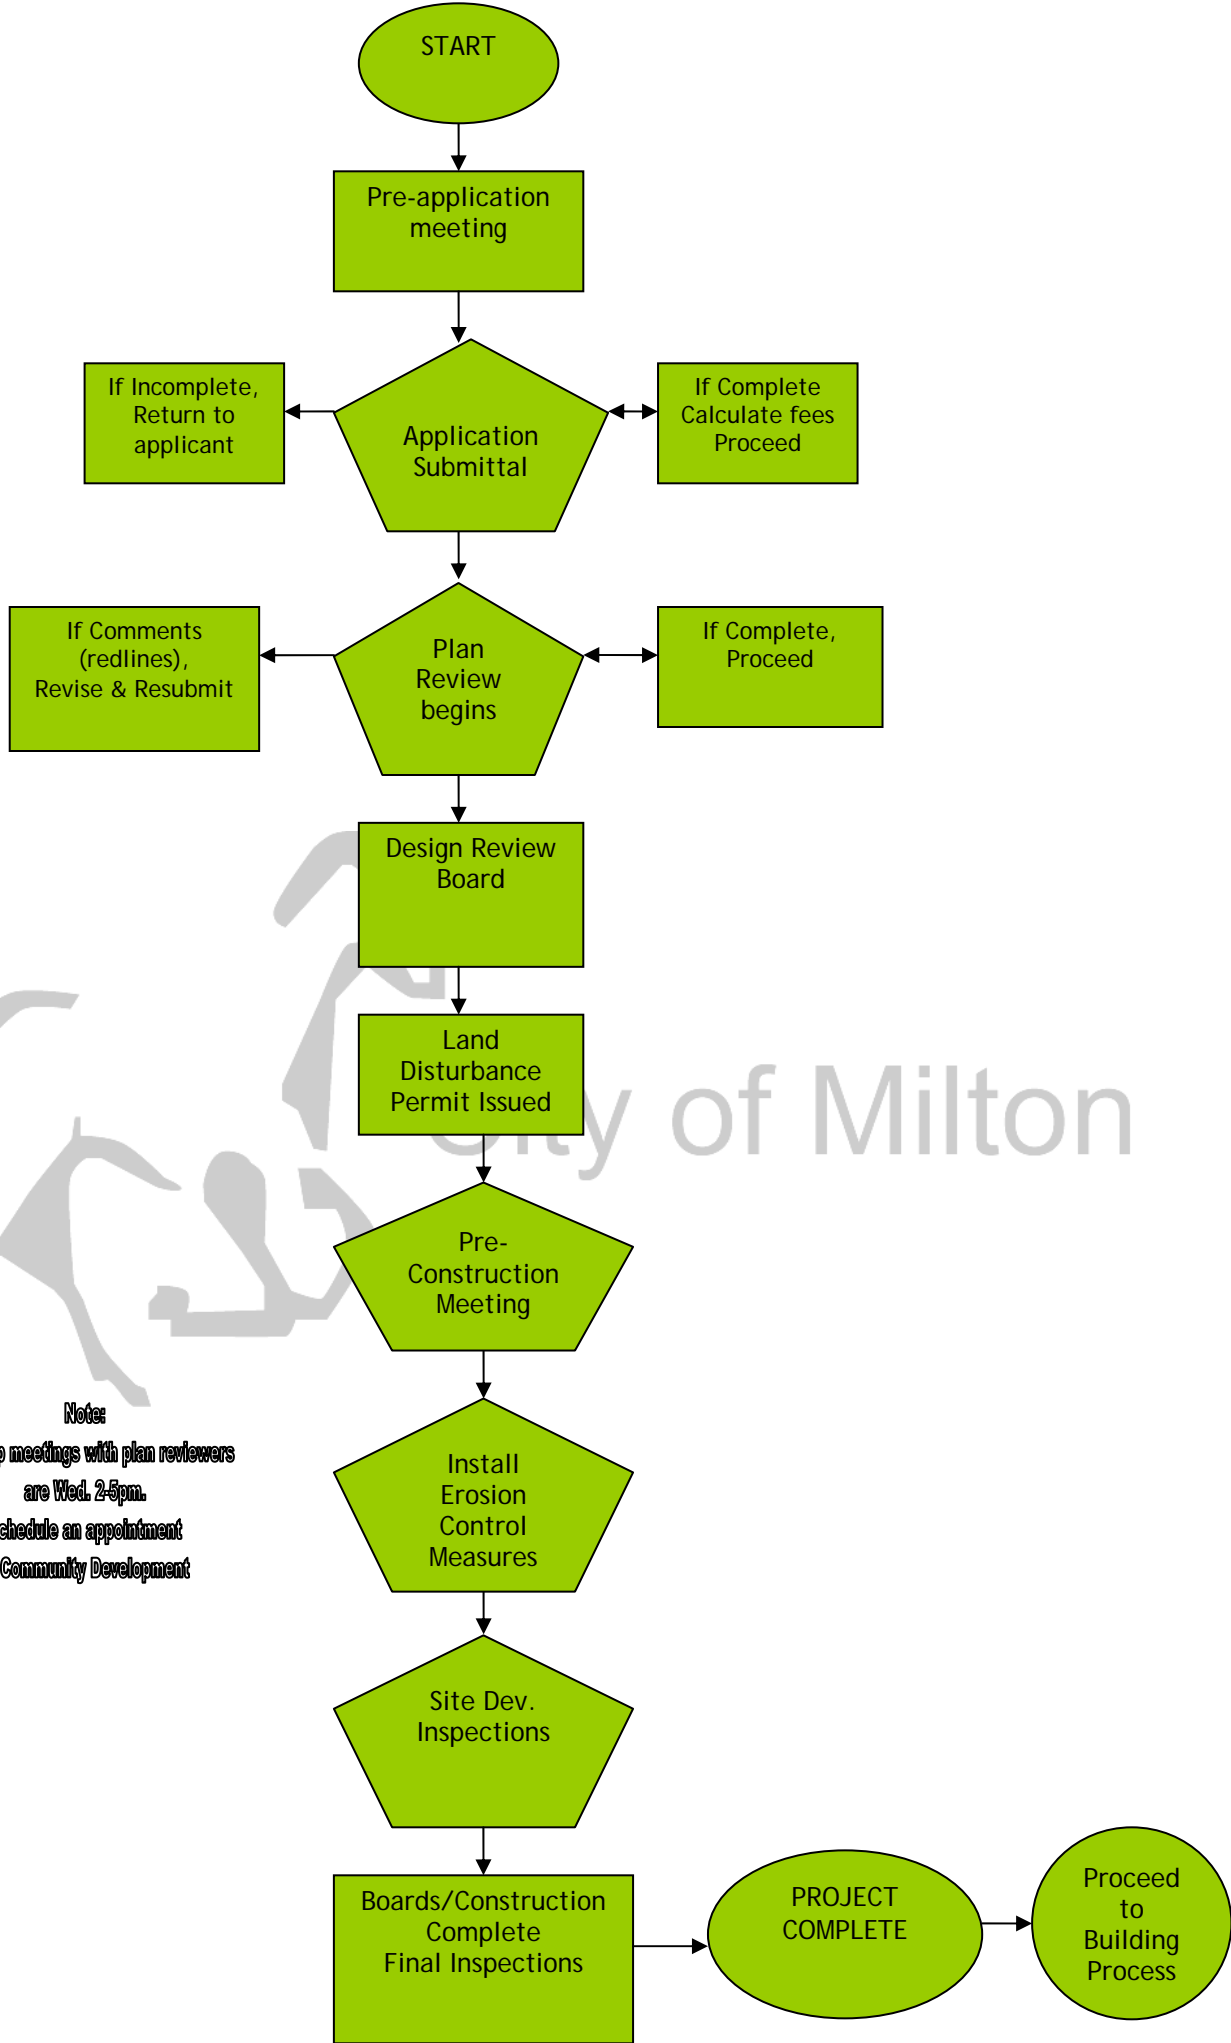 START
Pre-application
meeting
If Incomplete,
Return to
applicant
Application
Submittal
If Complete
Calculate fees
Proceed
If Comments
(redlines),
Revise & Resubmit
Plan
Review
begins
If Complete,
Proceed
Design Review
Board
Land
Disturbance
Permit Issued
City of Milton
Pre-
Construction
Meeting
Note:
meetings with plan reviewers
are Wed. 2-5pm.
an appointment
Community Development
Install
Erosion
Control
Measures
Site Dev.
Inspections
Boards/Construction
Complete
Final Inspections
PROJECT
COMPLETE
Proceed
to
Building
Process